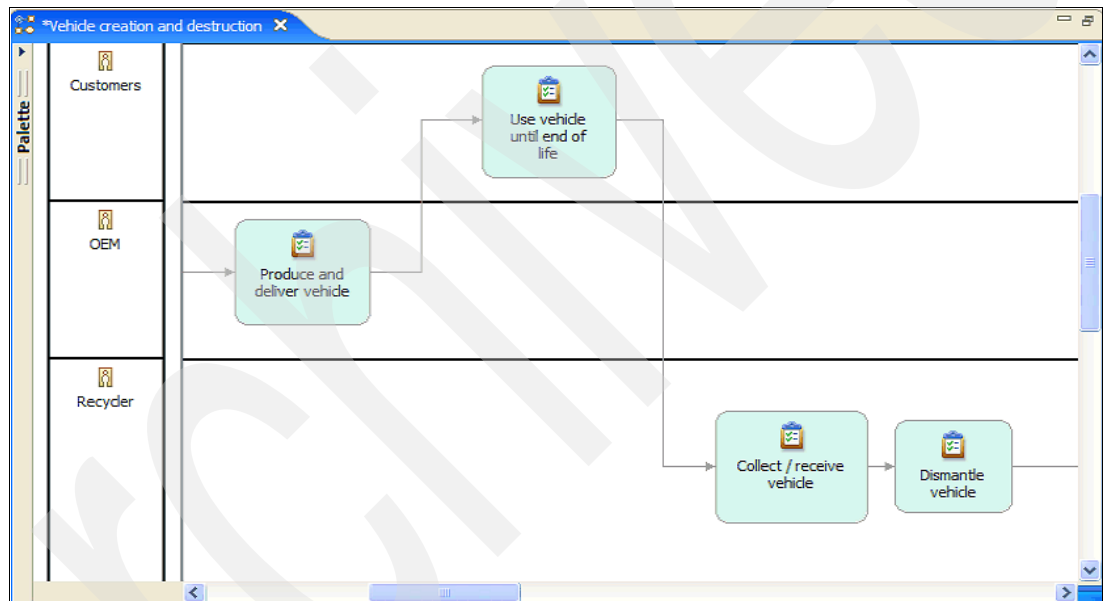 *Vehicle creation and destruction
Palette
Customers
Use vehicle
until end of
life
OEM
Produce and
deliver vehicle
Recycler
Collect / receive
vehicle
Dismantle
vehicle